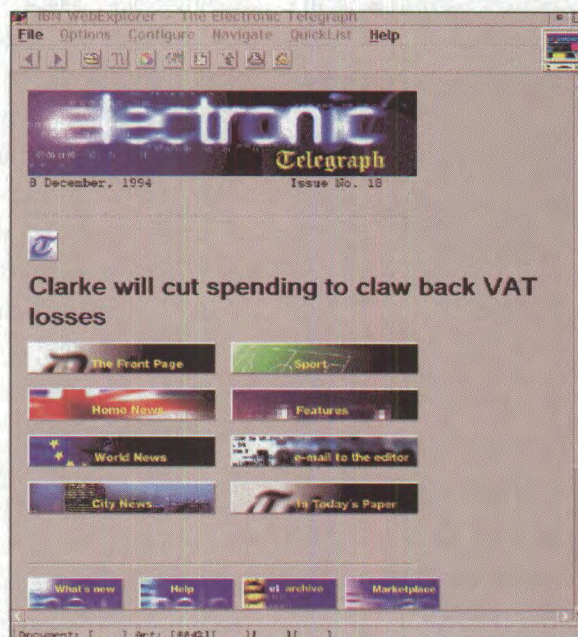 IBM WebExplorer - The Electronic Telegraph
File Options Configure Navigate QuickList Help
electronic
Telegraph
8 December, 1994 Issue No. 18
Clarke will cut spending to claw back VAT
losses
The Front Page Sport
Home News Features
World News e-mail to the editor
City News In Today's Paper
What's new Help et archive Marketplace
Document: [ ] Art: [